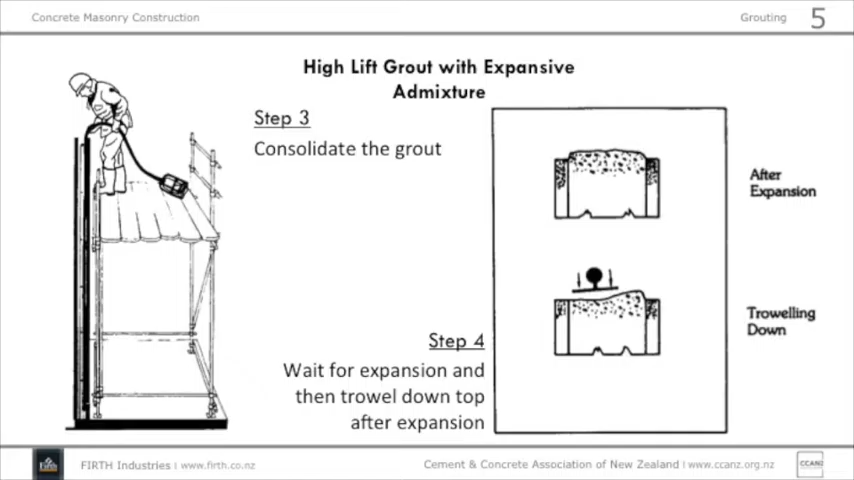 Concrete Masonry Construction
Grouting 5
High Lift Grout with Expansive
Admixture
Step 3
Consolidate the grout
After
Expansion
Trowelling
Down
Step 4
Wait for expansion and
then trowel down top
after expansion
Firth
FIRTH Industries | www.firth.co.nz
Cement & Concrete Association of New Zealand | www.ccanz.org.nz
CCANZ